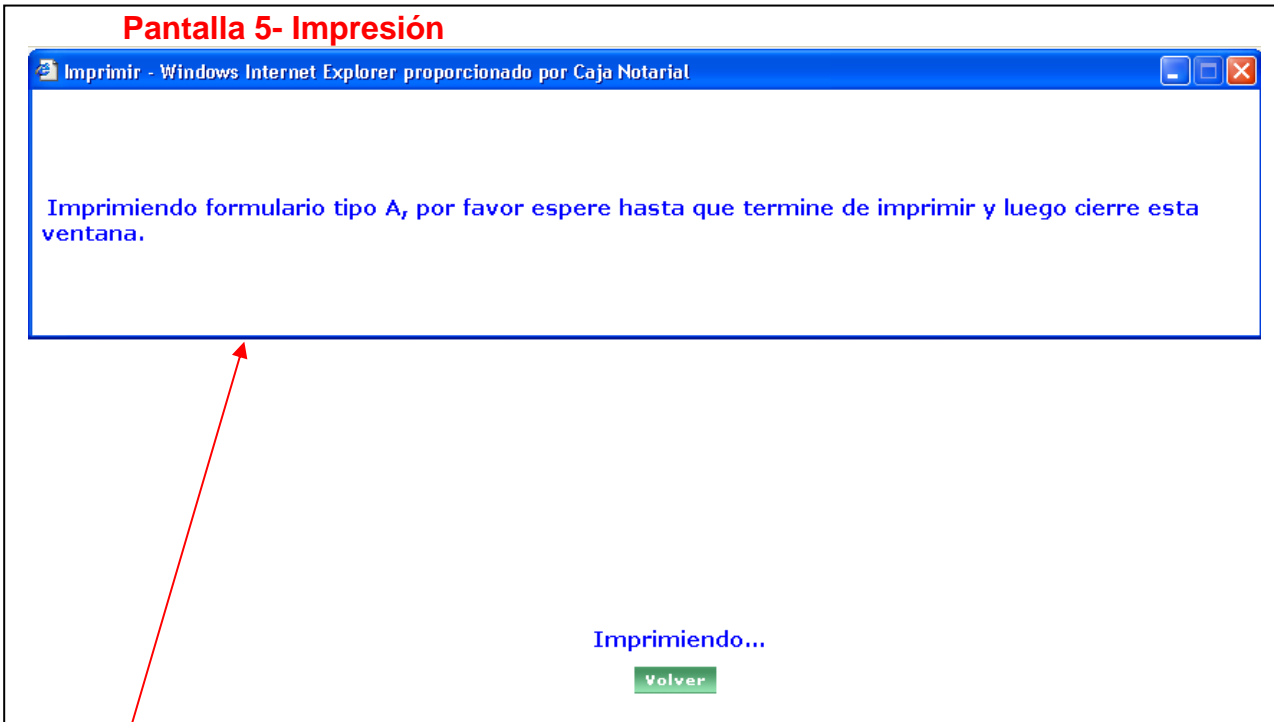 Pantalla 5- Impresión
Imprimir - Windows Internet Explorer proporcionado por Caja Notarial
Imprimiendo formulario tipo A, por favor espere hasta que termine de imprimir y luego cierre esta
ventana.
Imprimiendo...
Volver